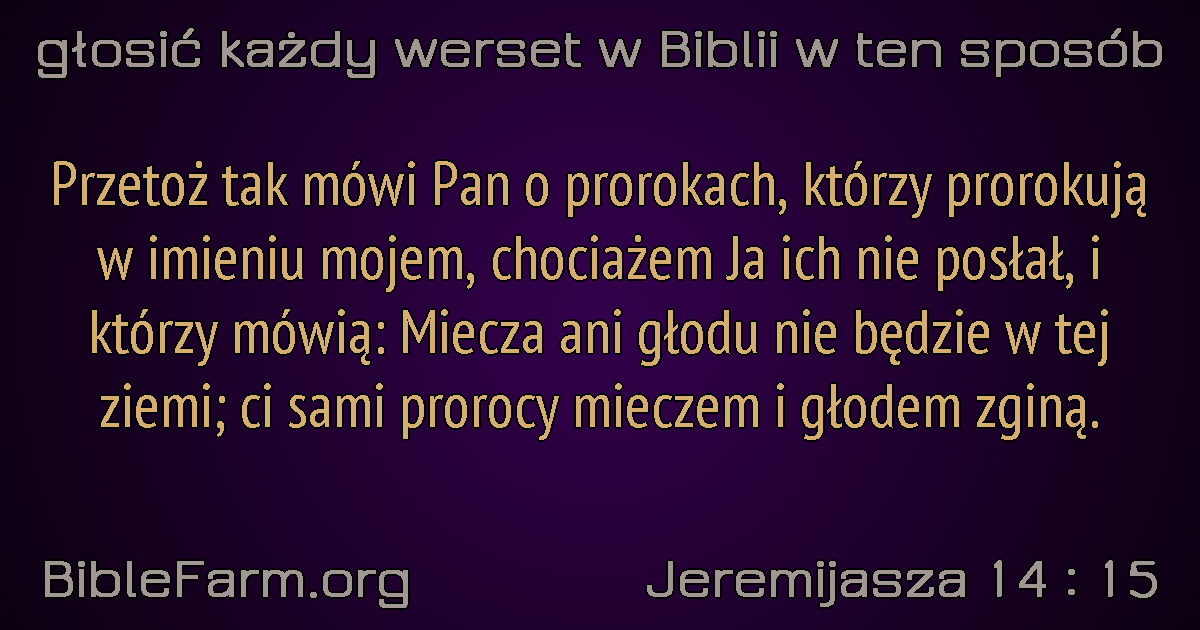 głosić każdy werset w Biblii w ten sposób
Przetoż tak mówi Pan o prorokach, którzy prorokują
w imieniu mojem, chociażem Ja ich nie posłał, i
którzy mówią: Miecza ani głodu nie będzie w tej
ziemi; ci sami prorocy mieczem i głodem zginą.
BibleFarm.org
Jeremijasza 14 : 15